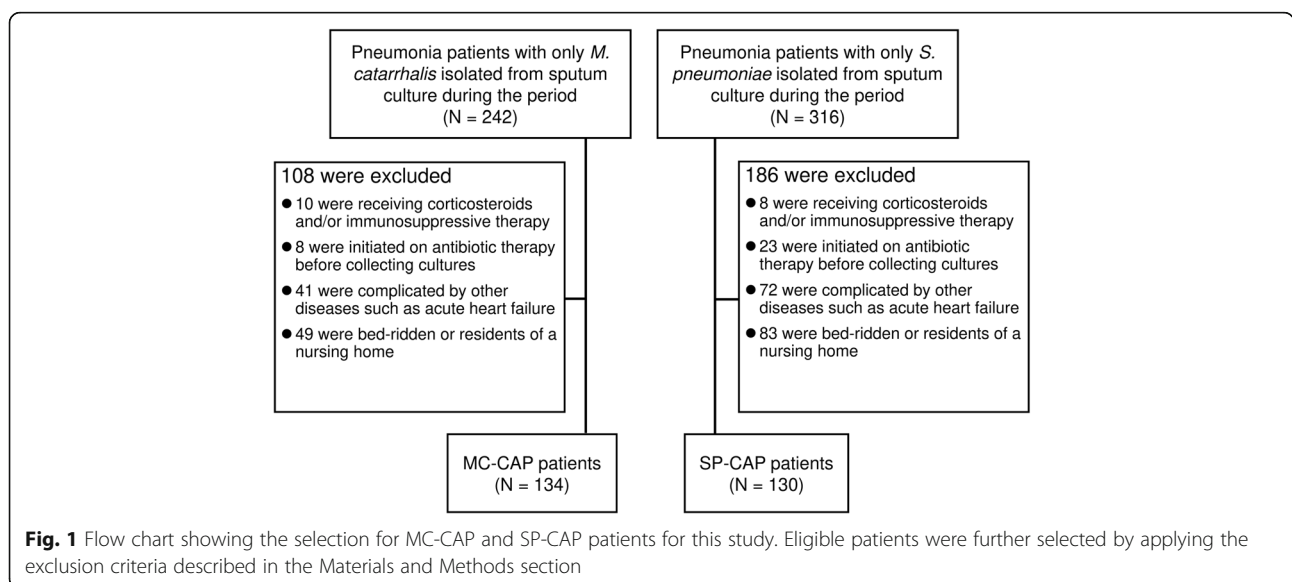 Pneumonia patients with only M.
catarrhalis isolated from sputum
culture during the period
(N = 242)
Pneumonia patients with only S.
pneumoniae isolated from sputum
culture during the period
(N = 316)
108 were excluded
● 10 were receiving corticosteroids
and/or immunosuppressive therapy
● 8 were initiated on antibiotic therapy
before collecting cultures
● 41 were complicated by other
diseases such as acute heart failure
● 49 were bed-ridden or residents of a
nursing home
186 were excluded
● 8 were receiving corticosteroids
and/or immunosuppressive therapy
● 23 were initiated on antibiotic
therapy before collecting cultures
● 72 were complicated by other
diseases such as acute heart failure
● 83 were bed-ridden or residents of a
nursing home
MC-CAP patients
(N = 134)
SP-CAP patients
(N = 130)
Fig. 1 Flow chart showing the selection for MC-CAP and SP-CAP patients for this study. Eligible patients were further selected by applying the
exclusion criteria described in the Materials and Methods section